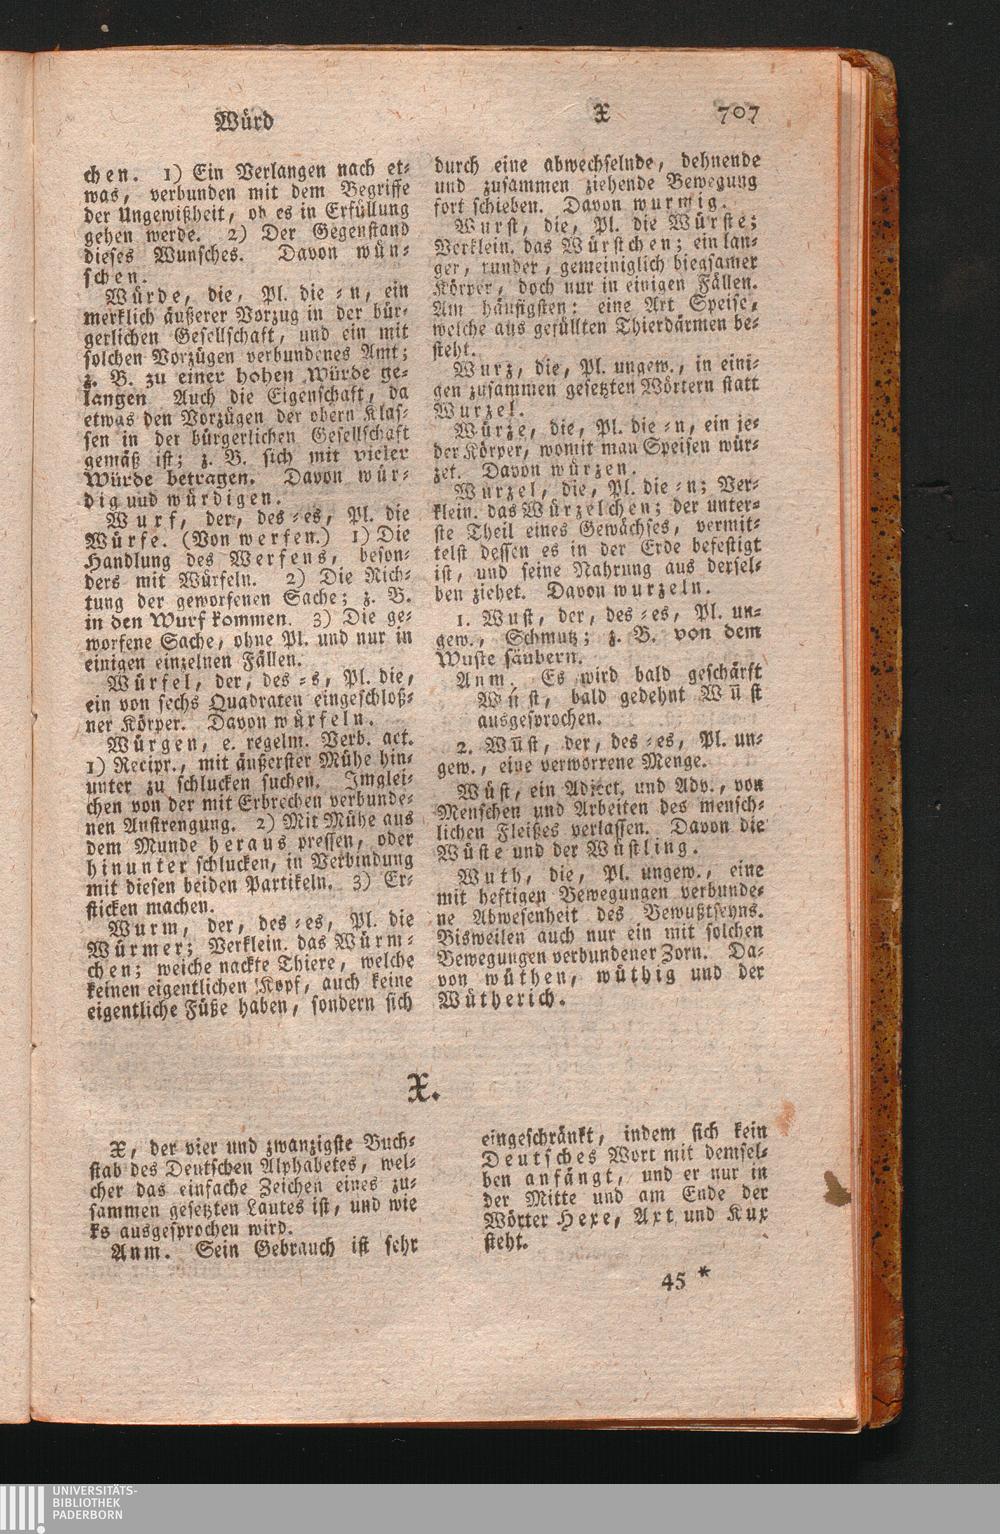 Würd
X
707
chen. 1) Ein Verlangen nach et-
was, verbunden mit dem Begriffe
der Ungewißheit, ob es in Erfüllung
gehen werde. 2) Der Gegenstand
dieses Wunsches. Davon wün-
schen.
Würde, die, Pl. die -n, ein
merklich äußerer Vorzug in der bür-
gerlichen Gesellschaft, und ein mit
solchen Vorzügen verbundenes Amt;
z. B. zu einer hohen Würde ge-
langen Auch die Eigenschaft, da
etwas den Vorzügen der obern Klas-
sen in der bürgerlichen Gesellschaft
gemäß ist; z. B. sich mit vieler
Würde betragen. Davon wür-
dig und würdigen.
Wurf, der, des -es, Pl. die
Würfe. (Von werfen.) 1) Die
Handlung des Werfens, beson-
ders mit Würfeln. 2) Die Rich-
tung der geworfenen Sache; z. B.
in den Wurf kommen. 3) Die ge-
worfene Sache, ohne Pl. und nur in
einigen einzelnen Fällen.
Würfel, der, des -s, Pl. die,
ein von sechs Quadraten eingeschloß-
ner Körper. Davon würfeln.
Würgen, e. regelm. Verb. act.
1) Recipr., mit äußerster Mühe hin-
unter zu schlucken suchen. Imglei-
chen von der mit Erbrechen verbunde-
nen Anstrengung. 2) Mit Mühe aus
dem Munde heraus pressen, oder
hinunter schlucken, in Verbindung
mit diesen beiden Partikeln. 3) Er-
sticken machen.
Wurm, der, des -es, Pl. die
Würmer; Verklein. das Würm-
chen; weiche nackte Thiere, welche
keinen eigentlichen Kopf, auch keine
eigentliche Füße haben, sondern sich
durch eine abwechselnde, dehnende
und zusammen ziehende Bewegung
fort schieben. Davon wurmig.
Wurst, die, Pl. die Würste;
Verklein. das Würstchen; ein lan-
ger, runder, gemeiniglich biegsamer
Körper, doch nur in einigen Fällen.
Am häufigsten: eine Art Speise,
welche aus gefüllten Thierdärmen be-
steht.
Wurz, die, Pl. ungew., in eini-
gen zusammen gesetzten Wörtern statt
Wurzel.
Würze, die, Pl. die -n, ein je-
der Körper, womit man Speisen wür-
zet. Davon würzen.
Wurzel, die, Pl. die -n; Ver-
klein. das Würzelchen; der unter-
ste Theil eines Gewächses, vermit-
telst dessen es in der Erde befestigt
ist, und seine Nahrung aus dersel-
ben ziehet. Davon wurzeln.
1. Wust, der, des -es, Pl. un-
gew., Schmutz; z. B. von dem
Wuste säubern.
Anm. Es wird bald geschärft
Wust, bald gedehnt Wust
ausgesprochen.
2. Wust, der, des -es, Pl. un-
gew., eine verworrene Menge.
Wüst, ein Adject. und Adv., von
Menschen und Arbeiten des mensch-
lichen Fleißes verlassen. Davon die
Wüste und der Wüstling.
Wuth, die, Pl. ungew., eine
mit heftigen Bewegungen verbunde-
ne Abwesenheit des Bewußtseyns.
Bisweilen auch nur ein mit solchen
Bewegungen verbundener Zorn. Da-
von wüthen, wüthig und der
Wütherich.
X.
X, der vier und zwanzigste Buch-
stab des Deutschen Alphabetes, wel-
cher das einfache Zeichen eines zu-
sammen gesetzten Lautes ist, und wie
ks ausgesprochen wird.
Anm. Sein Gebrauch ist sehr
eingeschränkt, indem sich kein
Deutsches Wort mit demsel-
ben anfängt, und er nur in
der Mitte und am Ende der
Wörter Hexe, Axt und Kux
steht.
45 *
UNIVERSITÄTS-
BIBLIOTHEK
PADERBORN